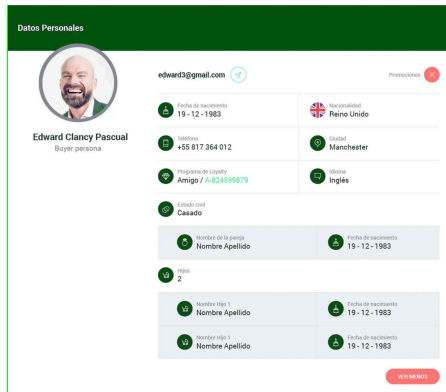 Datos Personales
edward3@gmail.com
Promociones
Edward Clancy Pascual
Buyer persona
Fecha de nacimiento
19 - 12 - 1983
Nacionalidad
Reino Unido
Teléfono
+55 817 364 012
Ciudad
Manchester
Programa de Loyalty
Amigo / A-824599879
Idioma
Inglés
Estado civil
Casado
Nombre de la pareja
Nombre Apellido
Fecha de nacimiento
19 - 12 - 1983
Hijos
2
Nombre Hijo 1
Nombre Apellido
Fecha de nacimiento
19 - 12 - 1983
Nombre Hijo 1
Nombre Apellido
Fecha de nacimiento
19 - 12 - 1983
VER MENOS